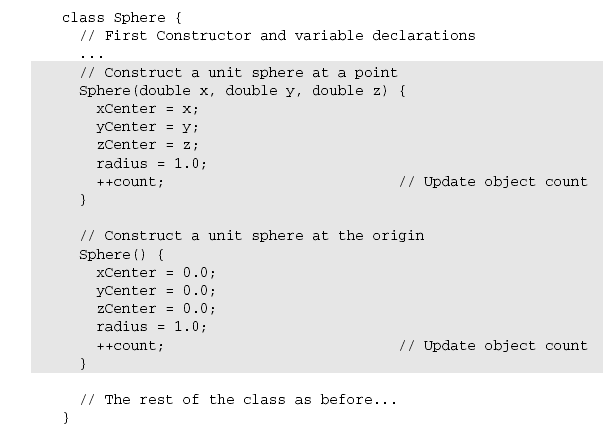 class Sphere {
// First Constructor and variable declarations
...
// Construct a unit sphere at a point
Sphere(double x, double y, double z) {
xCenter = x;
yCenter = y;
zCenter = z;
radius = 1.0;
++count; // Update object count
}
// Construct a unit sphere at the origin
Sphere() {
xCenter = 0.0;
yCenter = 0.0;
zCenter = 0.0;
radius = 1.0;
++count; // Update object count
}
// The rest of the class as before...
}